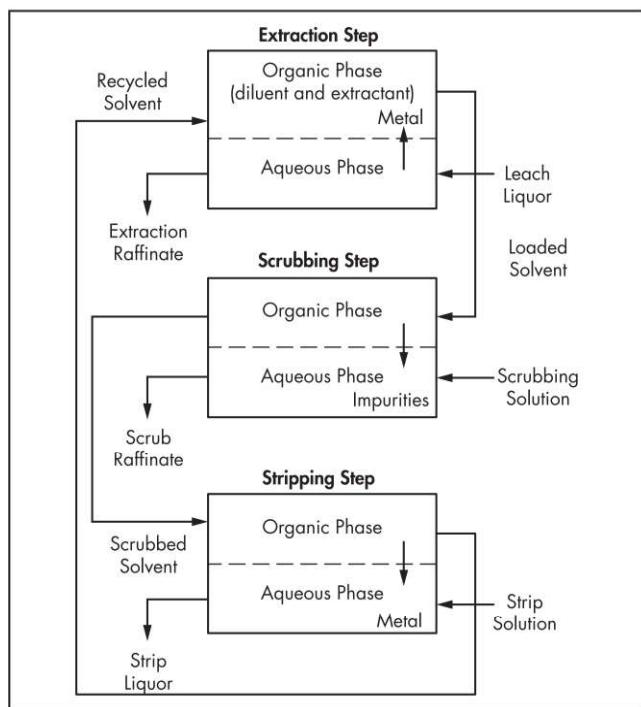 Extraction Step
Recycled
Solvent
Organic Phase
(diluent and extractant)
Metal
Aqueous Phase
Leach
Liquor
Extraction
Raffinate
Loaded
Solvent
Scrubbing Step
Organic Phase
Aqueous Phase
Impurities
Scrubbing
Solution
Scrub
Raffinate
Stripping Step
Organic Phase
Scrubbed
Solvent
Aqueous Phase
Metal
Strip
Solution
Strip
Liquor